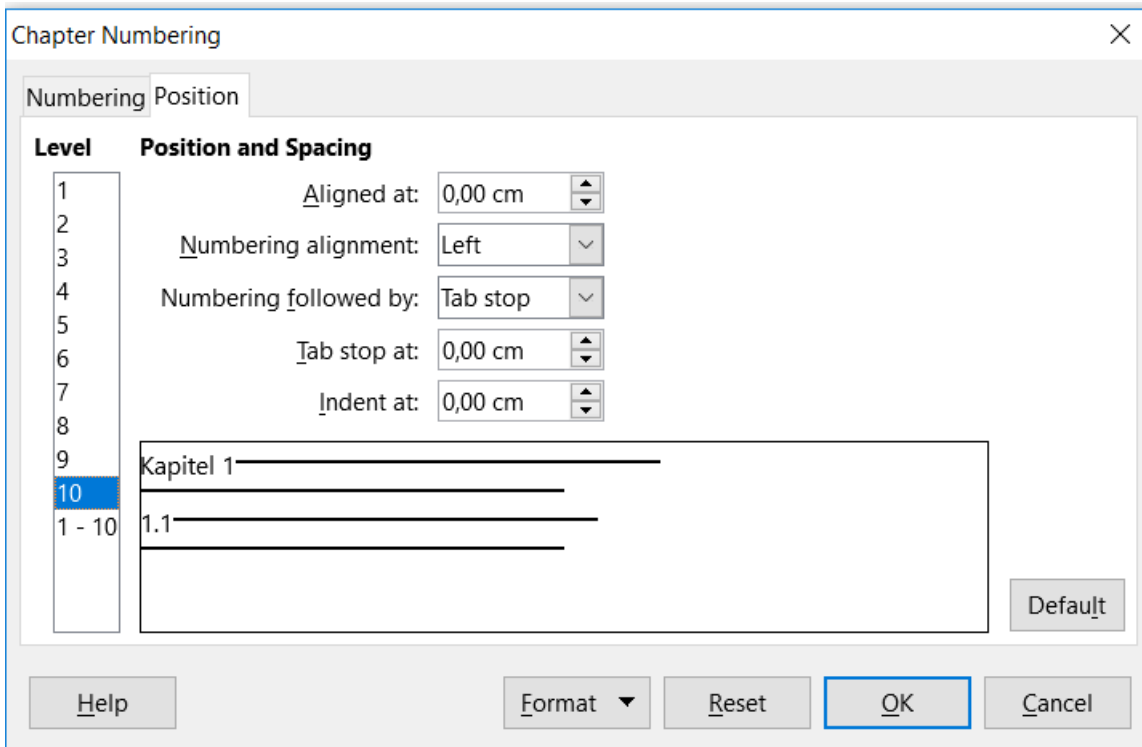 Chapter Numbering
Numbering Position
Level Position and Spacing
1
2
3
4
5
6
7
8
9
10
1 - 10
Aligned at: 0,00 cm
Numbering alignment: Left
Numbering followed by: Tab stop
Tab stop at: 0,00 cm
Indent at: 0,00 cm
Kapitel 1
1.1
Default
Help Format Reset OK Cancel